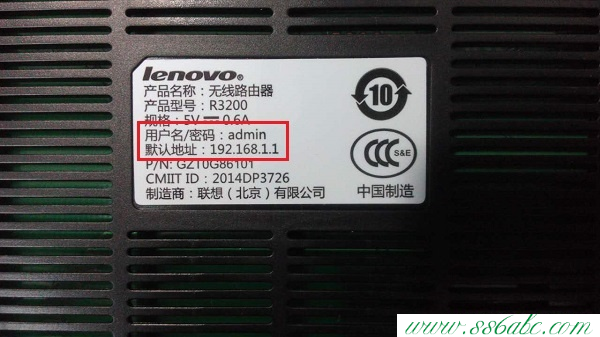 lenovo®
产品名称：无线路由器
产品型号：R3200
规格：5V⎓0.6A
用户名/密码：admin
默认地址：192.168.1.1
P/N: GZT0G86101
CMIIT ID：2014DP3726
制造商：联想（北京）有限公司
10
CCC S&E
中国制造
www.886abc.com